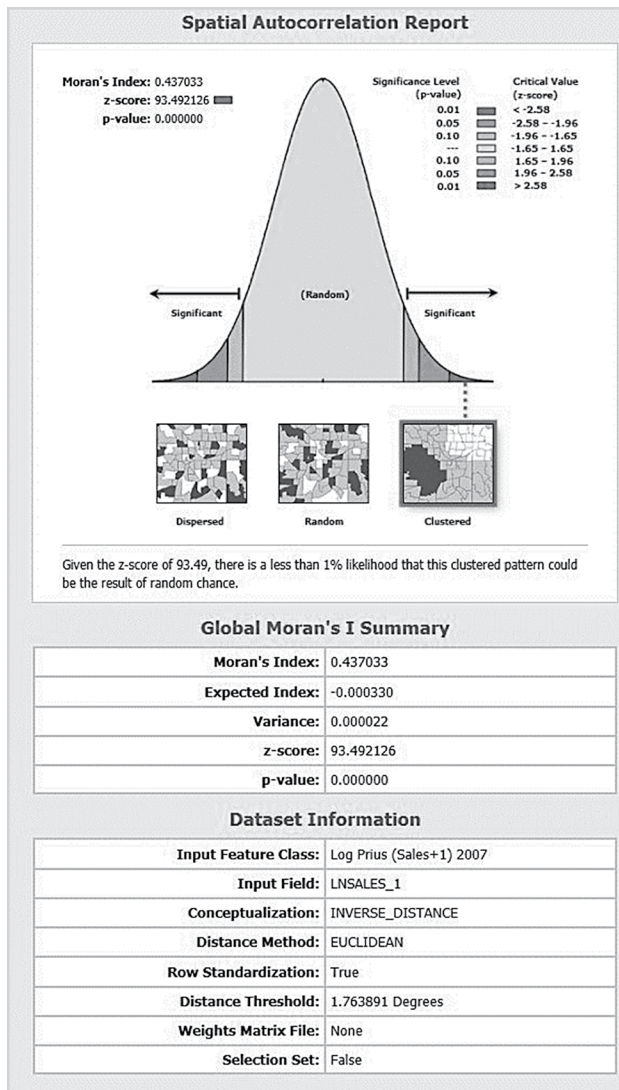 Spatial Autocorrelation Report
Moran's Index: 0.437033
z-score: 93.492126
p-value: 0.000000
Significance Level
(p-value)
Critical Value
(z-score)
0.01 < -2.58
0.05 -2.58 - -1.96
0.10 -1.96 - -1.65
--- -1.65 - 1.65
0.10 1.65 - 1.96
0.05 1.96 - 2.58
0.01 > 2.58
(Random)
Significant
Significant
Dispersed
Random
Clustered
Given the z-score of 93.49, there is a less than 1% likelihood that this clustered pattern could
be the result of random chance.
Global Moran's I Summary
Moran's Index: 0.437033
Expected Index: -0.000330
Variance: 0.000022
z-score: 93.492126
p-value: 0.000000
Dataset Information
Input Feature Class: Log Prius (Sales+1) 2007
Input Field: LNSALES_1
Conceptualization: INVERSE_DISTANCE
Distance Method: EUCLIDEAN
Row Standardization: True
Distance Threshold: 1.763891 Degrees
Weights Matrix File: None
Selection Set: False